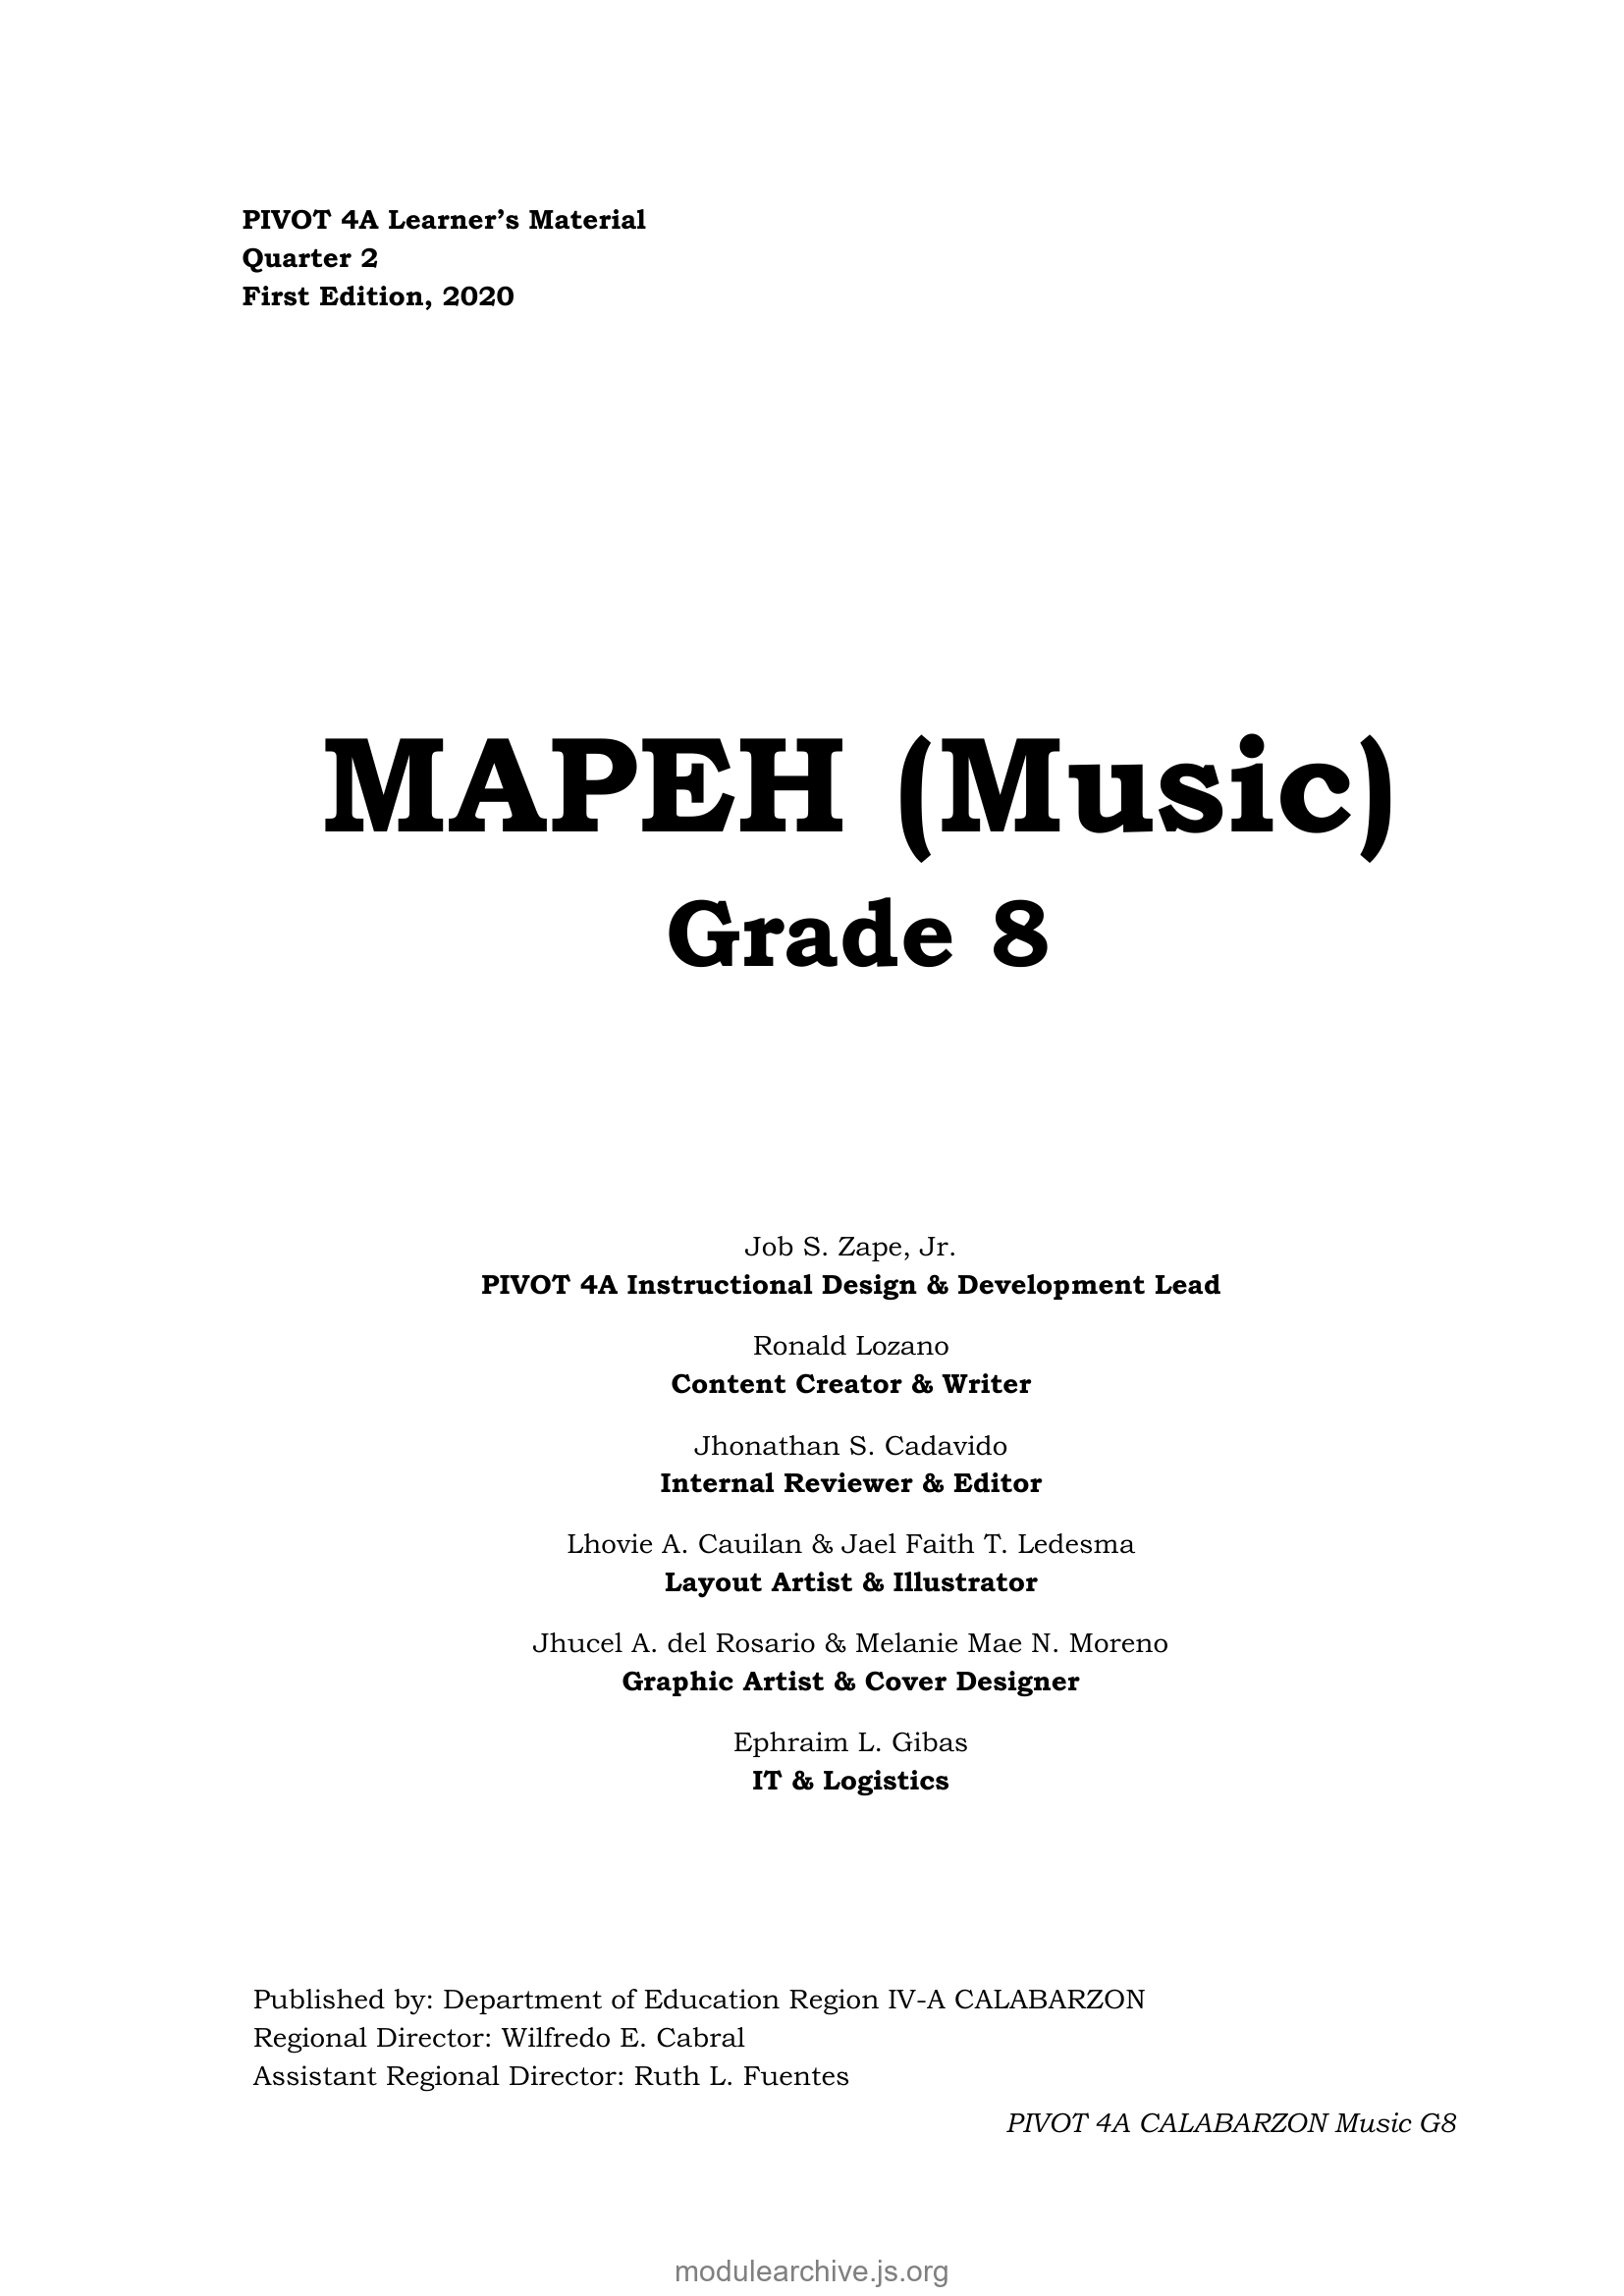 PIVOT 4A Learner’s Material
Quarter 2
First Edition, 2020
MAPEH (Music)
Grade 8
Job S. Zape, Jr.
PIVOT 4A Instructional Design & Development Lead
Ronald Lozano
Content Creator & Writer
Jhonathan S. Cadavido
Internal Reviewer & Editor
Lhovie A. Cauilan & Jael Faith T. Ledesma
Layout Artist & Illustrator
Jhucel A. del Rosario & Melanie Mae N. Moreno
Graphic Artist & Cover Designer
Ephraim L. Gibas
IT & Logistics
Published by: Department of Education Region IV-A CALABARZON
Regional Director: Wilfredo E. Cabral
Assistant Regional Director: Ruth L. Fuentes
PIVOT 4A CALABARZON Music G8
modulearchive.js.org